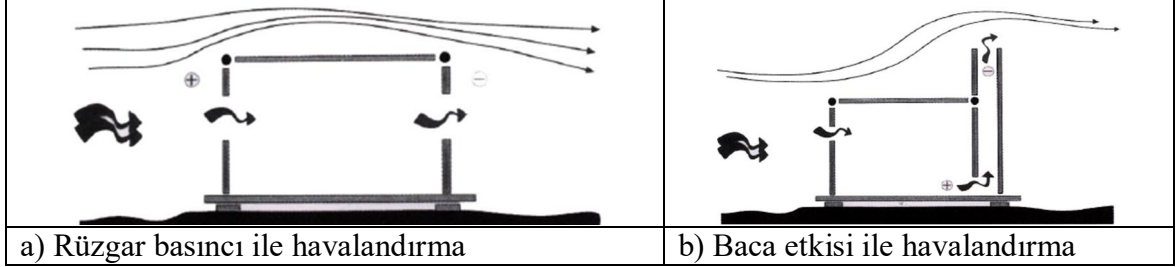 +
−
−
+
a) Rüzgar basıncı ile havalandırma
b) Baca etkisi ile havalandırma